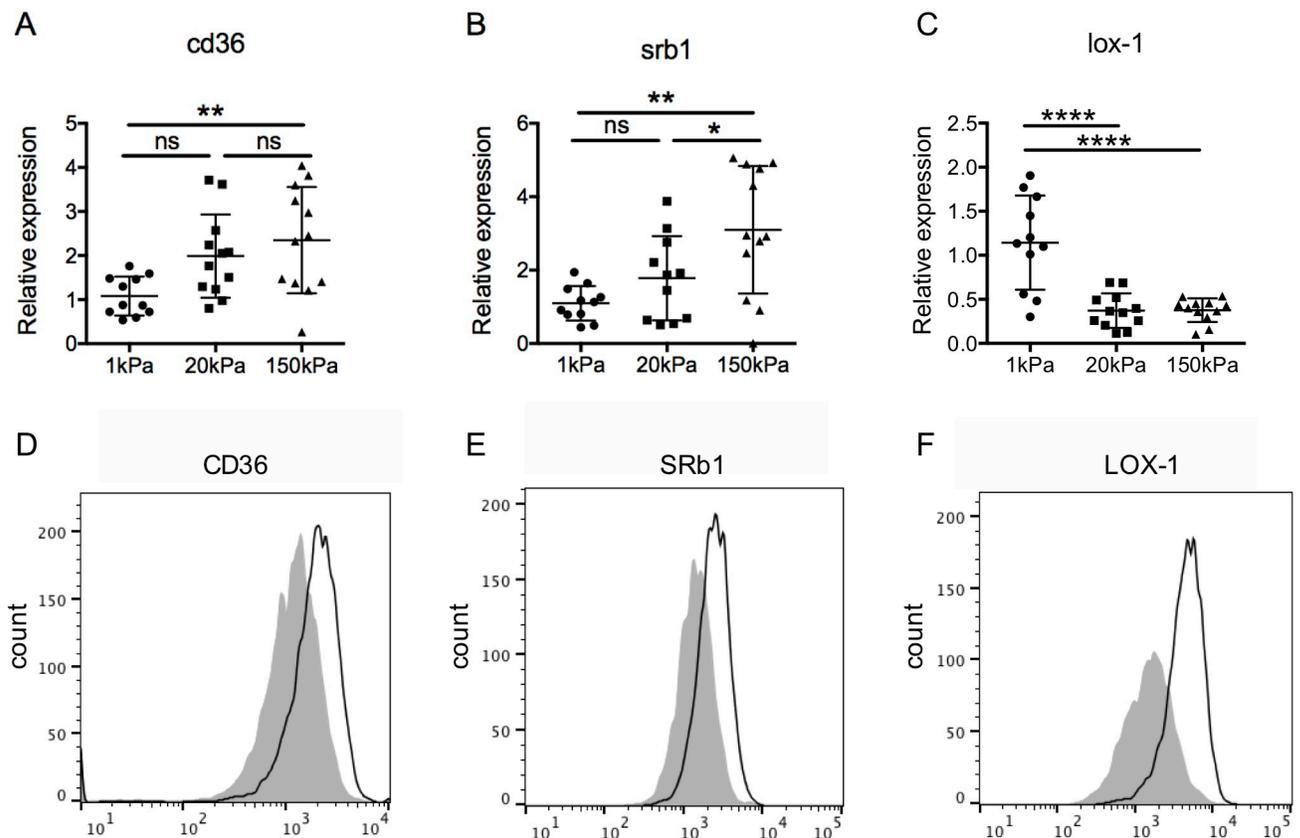 A
cd36
**
ns ns
Relative expression
5
4
3
2
1
0
1kPa 20kPa 150kPa
B
srb1
**
ns *
Relative expression
6
4
2
0
1kPa 20kPa 150kPa
C
lox-1
****
****
Relative expression
2.5
2.0
1.5
1.0
0.5
0.0
1kPa 20kPa 150kPa
D
CD36
count
200
150
100
50
0
10^1 10^2 10^3 10^4
E
SRb1
count
200
150
100
50
0
10^1 10^2 10^3 10^4 10^5
F
LOX-1
count
200
150
100
50
0
10^1 10^2 10^3 10^4 10^5